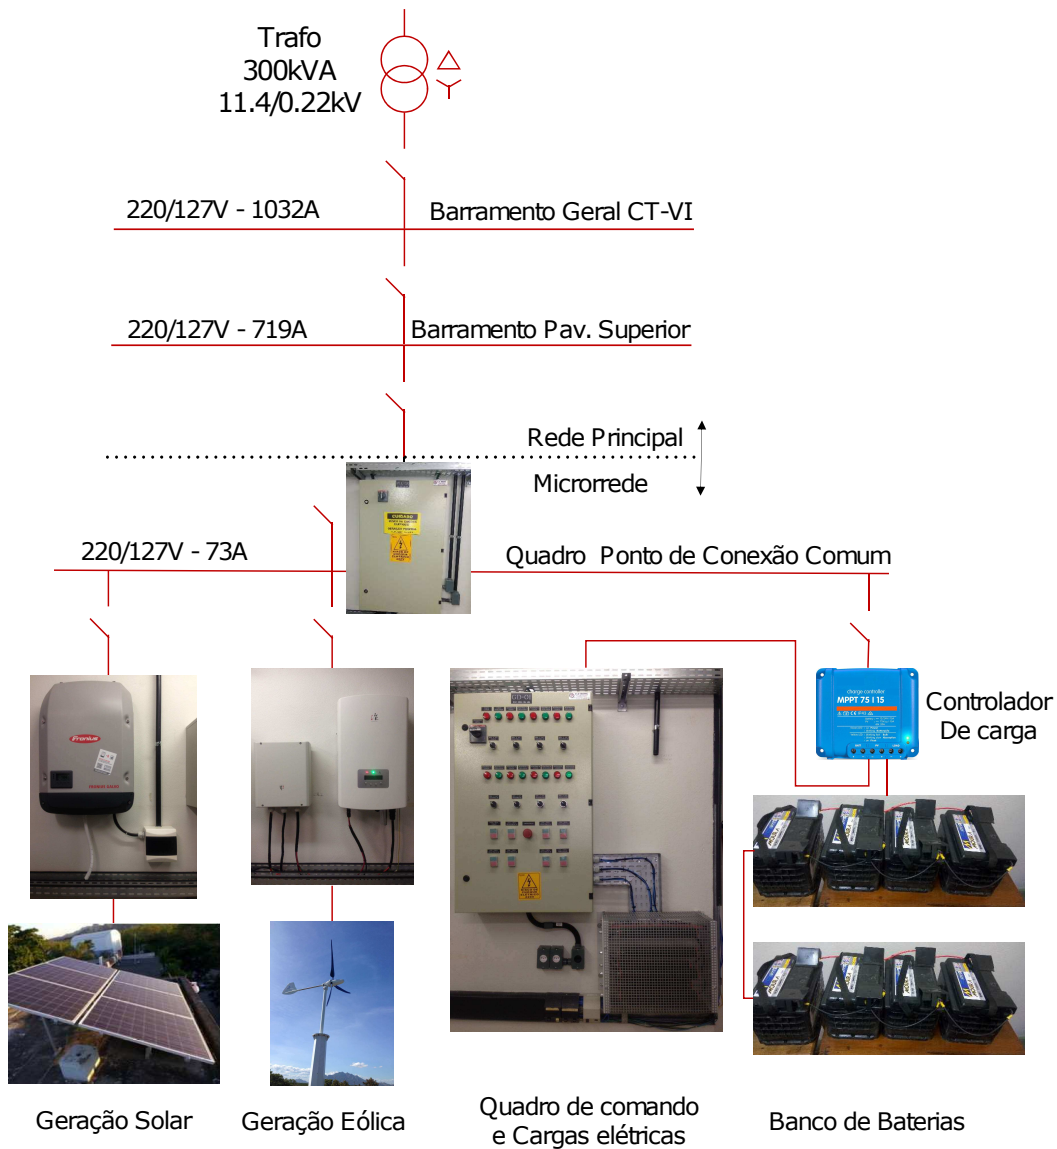 Trafo
300kVA
11.4/0.22kV
220/127V - 1032A
Barramento Geral CT-VI
220/127V - 719A
Barramento Pav. Superior
Rede Principal
Microrrede
220/127V - 73A
Quadro Ponto de Conexão Comum
Fronius
charge controller
MPPT 75 | 15
Controlador
De carga
Geração Solar
Geração Eólica
Quadro de comando
e Cargas elétricas
Banco de Baterias